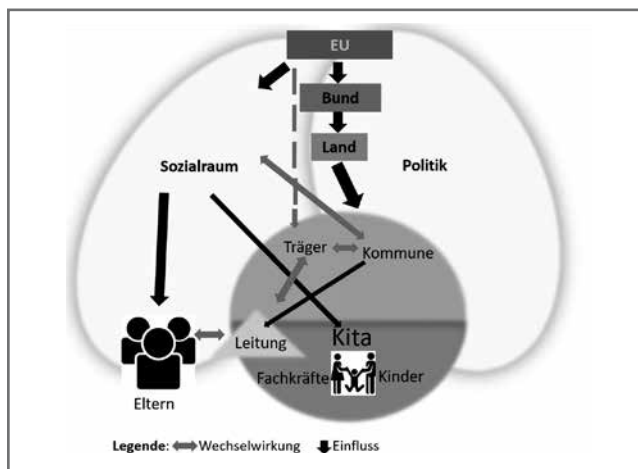 EU
Bund
Land
Sozialraum
Politik
Träger
Kommune
Leitung
Kita
Fachkräfte
Kinder
Eltern
Legende: Wechselwirkung Einfluss